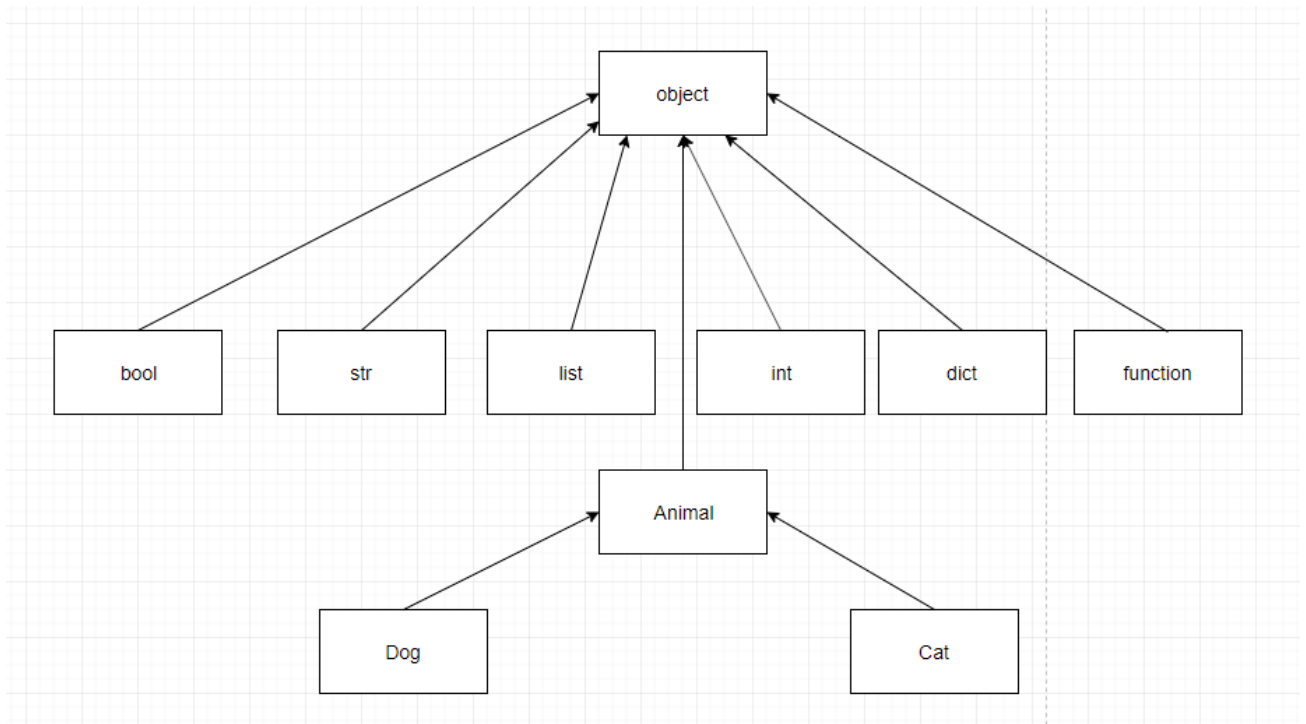 object
bool
str
list
int
dict
function
Animal
Dog
Cat